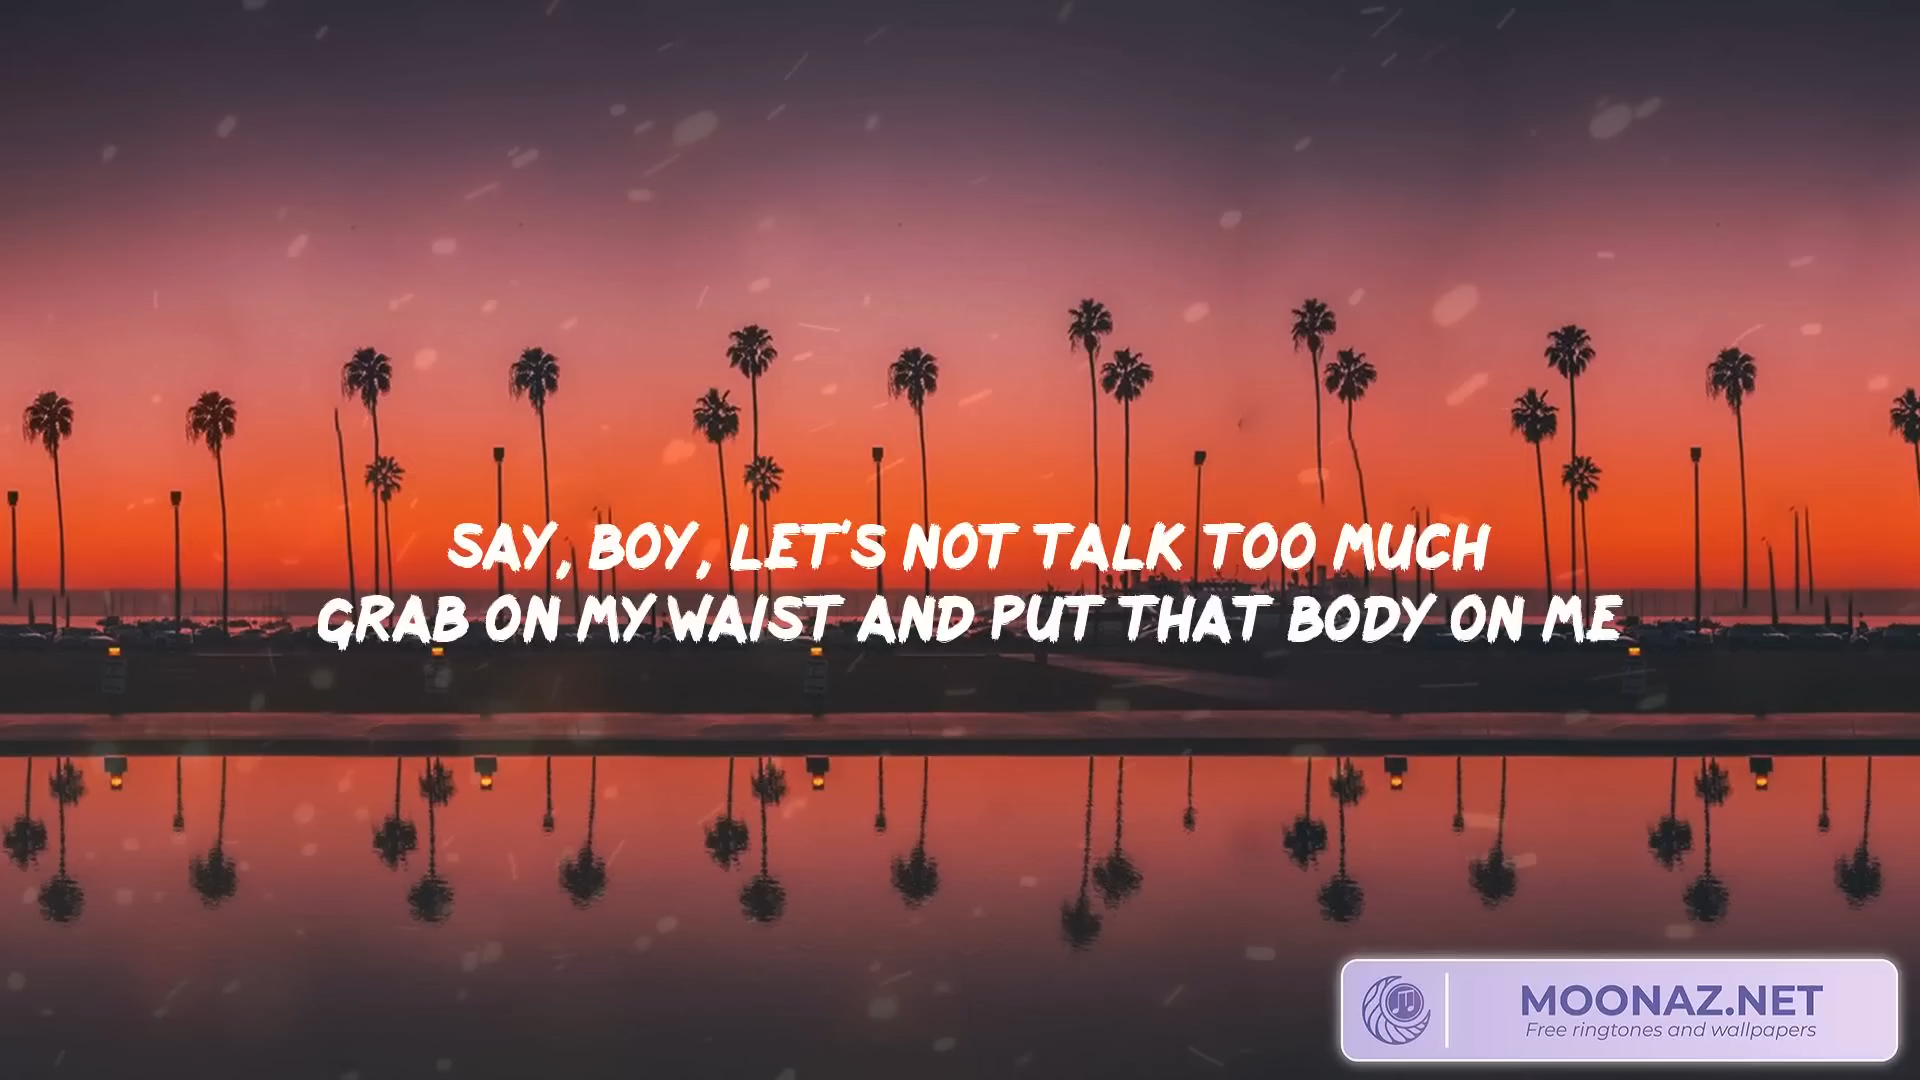 SAY, BOY, LET'S NOT TALK TOO MUCH
GRAB ON MY WAIST AND PUT THAT BODY ON ME
MOONAZ.NET
Free ringtones and wallpapers